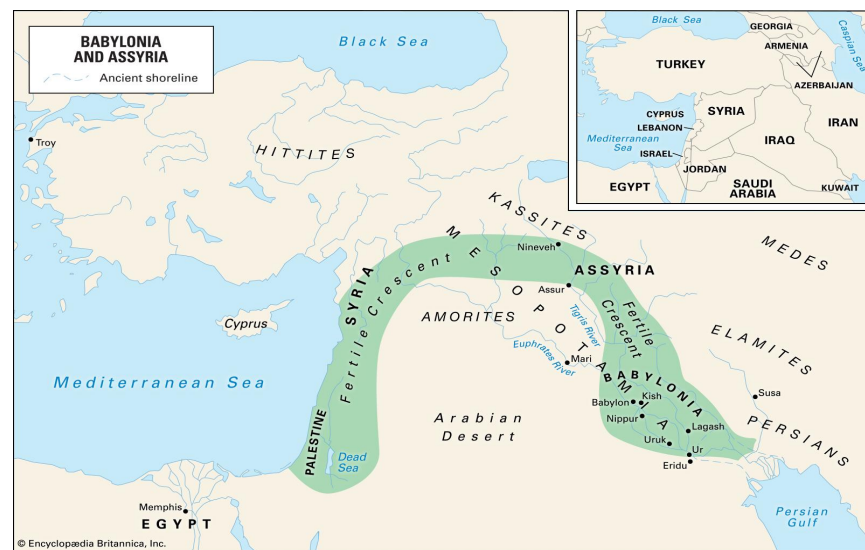 BABYLONIA
AND ASSYRIA
Ancient shoreline
Black Sea
Troy
HITTITES
KASSITES
MEDES
Nineveh
MESOPOTAMIA
ASSYRIA
Assur
SYRIA
Fertile Crescent
Fertile
Crescent
Tigris River
AMORITES
Euphrates River
Mari
ELAMITES
Cyprus
Mediterranean Sea
BABYLONIA
Babylon
Kish
Nippur
Susa
Lagash
PERSIANS
Uruk
Ur
Eridu
Arabian
Desert
PALESTINE
Dead
Sea
Memphis
EGYPT
Persian
Gulf
© Encyclopædia Britannica, Inc.
Black Sea
GEORGIA
Caspian Sea
ARMENIA
TURKEY
AZERBAIJAN
CYPRUS
SYRIA
LEBANON
IRAN
Mediterranean
Sea
IRAQ
ISRAEL
JORDAN
EGYPT
SAUDI
ARABIA
KUWAIT